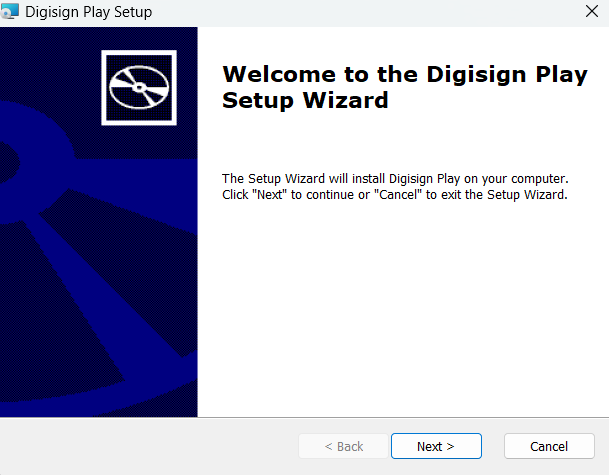 Digisign Play Setup
Welcome to the Digisign Play
Setup Wizard
The Setup Wizard will install Digisign Play on your computer.
Click "Next" to continue or "Cancel" to exit the Setup Wizard.
< Back
Next >
Cancel